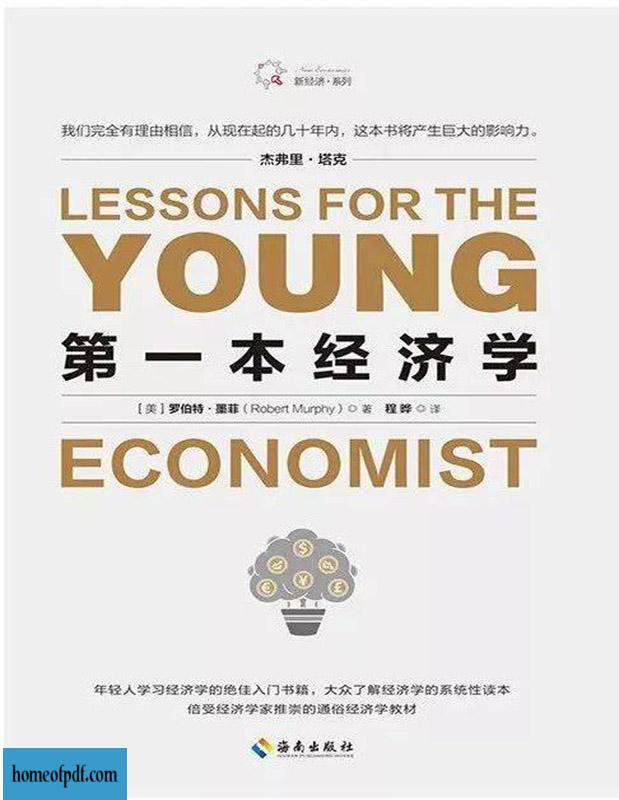 New Economics
新经济·系列
我们完全有理由相信，从现在起的几十年内，这本书将产生巨大的影响力。
杰弗里·塔克
LESSONS FOR THE
YOUNG
第一本经济学
［美］罗伯特·墨菲（Robert Murphy）◎著 程晔◎译
ECONOMIST
$
€ ¥ £
年轻人学习经济学的绝佳入门书籍，大众了解经济学的系统性读本
倍受经济学家推崇的通俗经济学教材
海南出版社
HAINAN PUBLISHING HOUSE
homeofpdf.com